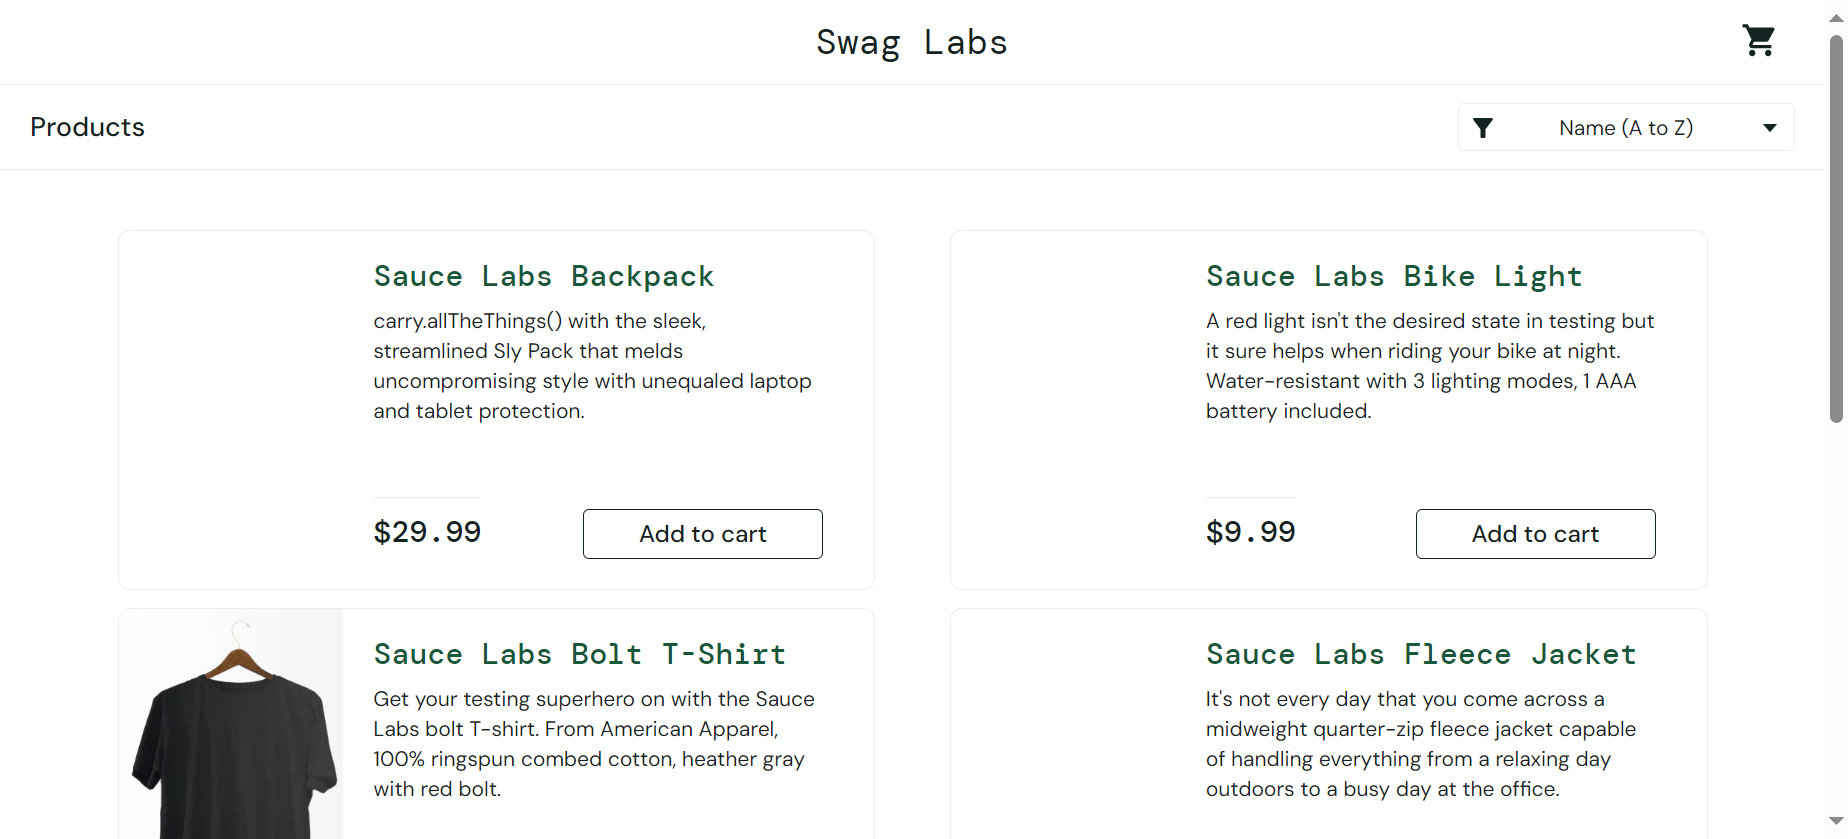 Swag Labs
Products
Name (A to Z)
Sauce Labs Backpack
carry.allTheThings() with the sleek,
streamlined Sly Pack that melds
uncompromising style with unequaled laptop
and tablet protection.
$29.99
Add to cart
Sauce Labs Bike Light
A red light isn't the desired state in testing but
it sure helps when riding your bike at night.
Water-resistant with 3 lighting modes, 1 AAA
battery included.
$9.99
Add to cart
Sauce Labs Bolt T-Shirt
Get your testing superhero on with the Sauce
Labs bolt T-shirt. From American Apparel,
100% ringspun combed cotton, heather gray
with red bolt.
Sauce Labs Fleece Jacket
It's not every day that you come across a
midweight quarter-zip fleece jacket capable
of handling everything from a relaxing day
outdoors to a busy day at the office.